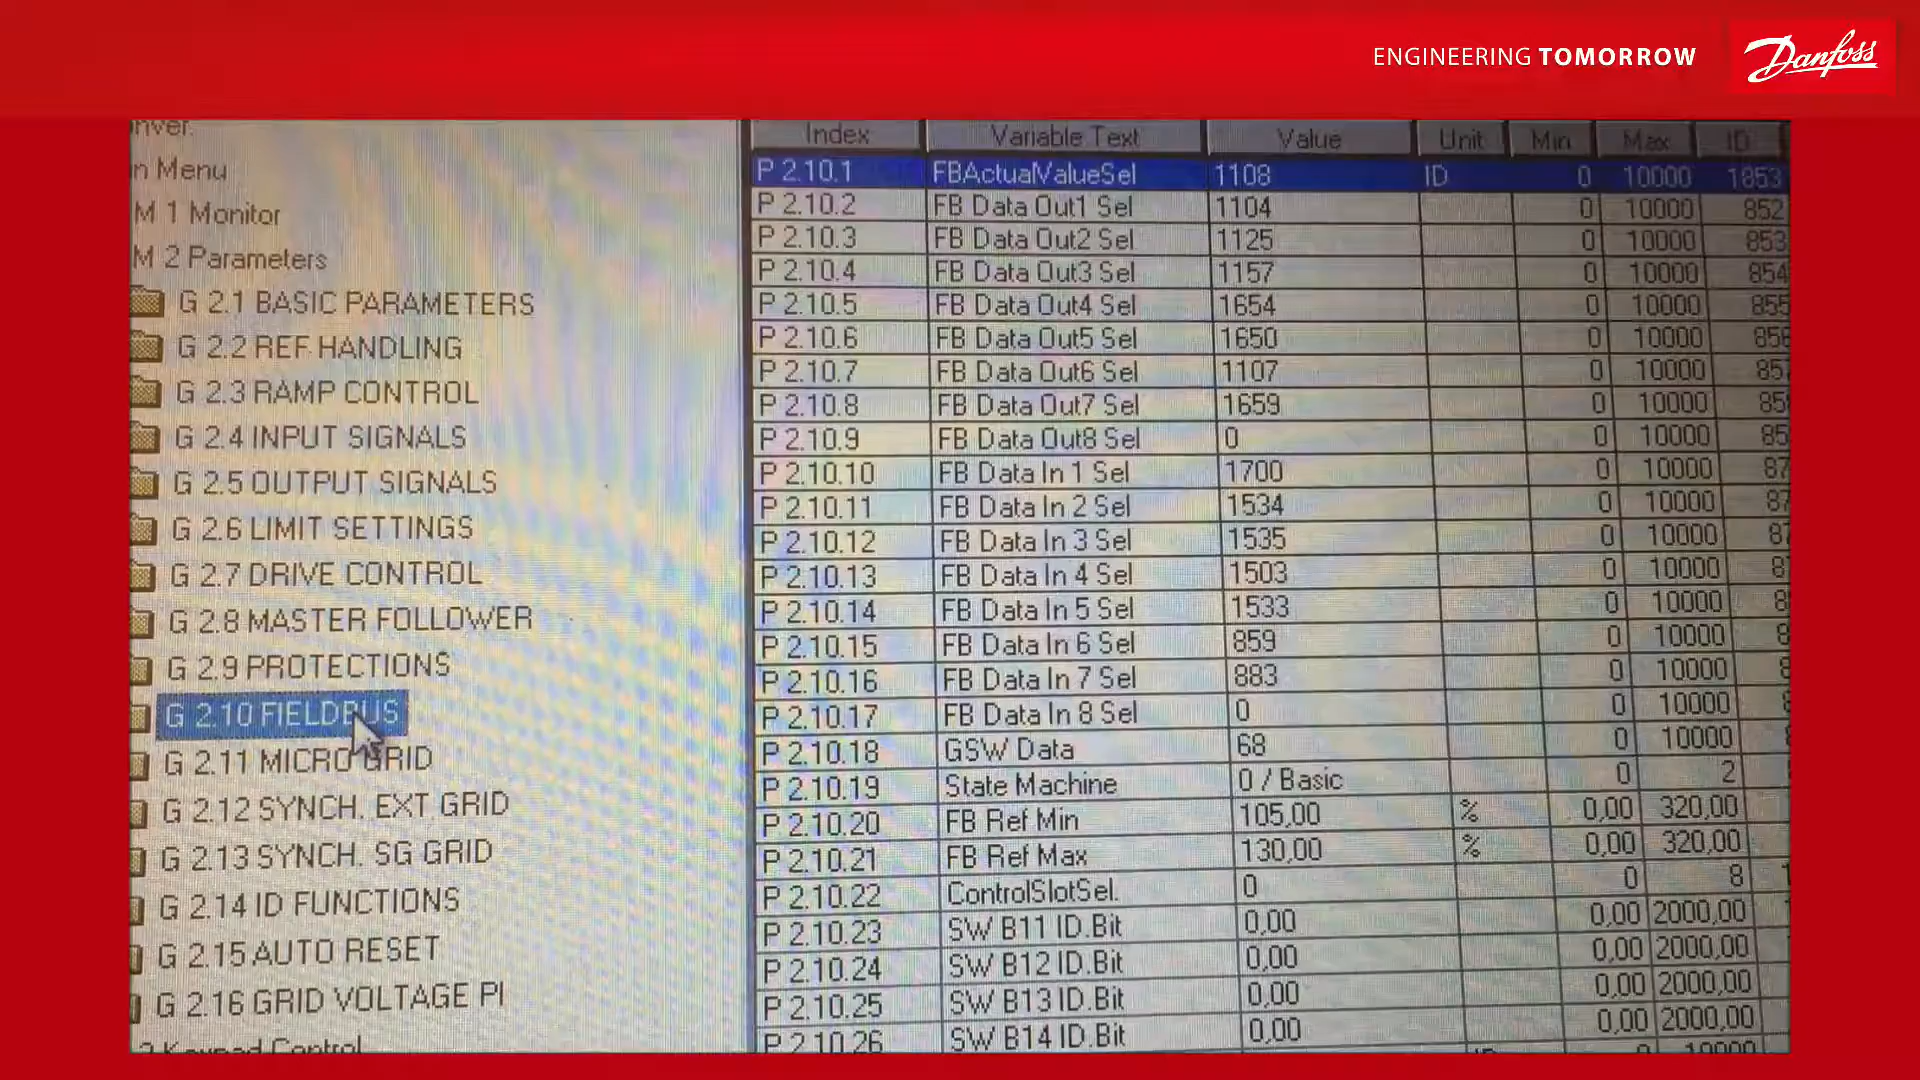 ENGINEERING TOMORROW Danfoss
n Menu
M 1 Monitor
M 2 Parameters
G 2.1 BASIC PARAMETERS
G 2.2 REF. HANDLING
G 2.3 RAMP CONTROL
G 2.4 INPUT SIGNALS
G 2.5 OUTPUT SIGNALS
G 2.6 LIMIT SETTINGS
G 2.7 DRIVE CONTROL
G 2.8 MASTER FOLLOWER
G 2.9 PROTECTIONS
G 2.10 FIELDBUS
G 2.11 MICRO GRID
G 2.12 SYNCH. EXT GRID
G 2.13 SYNCH. SG GRID
G 2.14 ID FUNCTIONS
G 2.15 AUTO RESET
G 2.16 GRID VOLTAGE PI
Keypad Control
Index Variable Text Value Unit Min Max ID
P 2.10.1 FBActualValueSel 1108 ID 0 10000 1853
P 2.10.2 FB Data Out1 Sel 1104 0 10000 852
P 2.10.3 FB Data Out2 Sel 1125 0 10000 853
P 2.10.4 FB Data Out3 Sel 1157 0 10000 854
P 2.10.5 FB Data Out4 Sel 1654 0 10000 855
P 2.10.6 FB Data Out5 Sel 1650 0 10000 856
P 2.10.7 FB Data Out6 Sel 1107 0 10000 85
P 2.10.8 FB Data Out7 Sel 1659 0 10000 85
P 2.10.9 FB Data Out8 Sel 0 0 10000 85
P 2.10.10 FB Data In 1 Sel 1700 0 10000 87
P 2.10.11 FB Data In 2 Sel 1534 0 10000 87
P 2.10.12 FB Data In 3 Sel 1535 0 10000 87
P 2.10.13 FB Data In 4 Sel 1503 0 10000 8
P 2.10.14 FB Data In 5 Sel 1533 0 10000 8
P 2.10.15 FB Data In 6 Sel 859 0 10000 8
P 2.10.16 FB Data In 7 Sel 883 0 10000 8
P 2.10.17 FB Data In 8 Sel 0 0 10000
P 2.10.18 GSW Data 68 0 10000
P 2.10.19 State Machine 0 / Basic 0 2
P 2.10.20 FB Ref Min 105,00 % 0,00 320,00
P 2.10.21 FB Ref Max 130,00 % 0,00 320,00
P 2.10.22 ControlSlotSel. 0 0 8
P 2.10.23 SW B11 ID.Bit 0,00 0,00 2000,00
P 2.10.24 SW B12 ID.Bit 0,00 0,00 2000,00
P 2.10.25 SW B13 ID.Bit 0,00 0,00 2000,00
P 2.10.26 SW B14 ID.Bit 0,00 0,00 2000,00